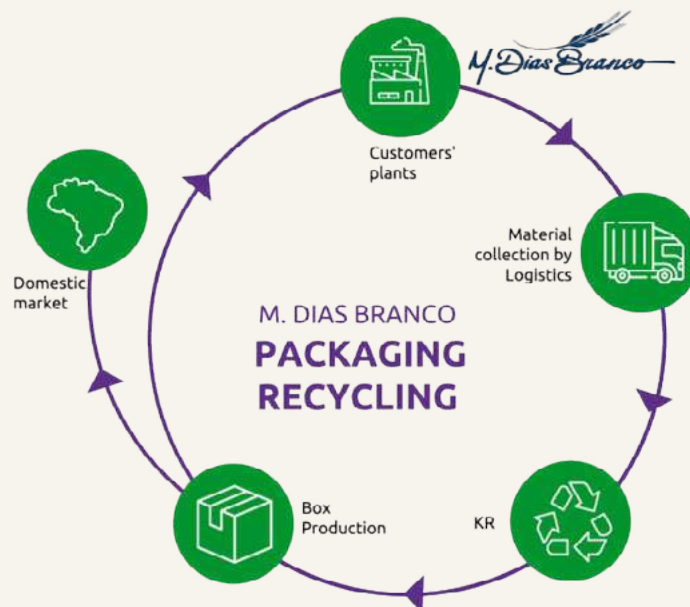 M. Dias Branco
Customers'
plants
Material
collection by
Logistics
Domestic
market
M. DIAS BRANCO
PACKAGING
RECYCLING
Box
Production
KR